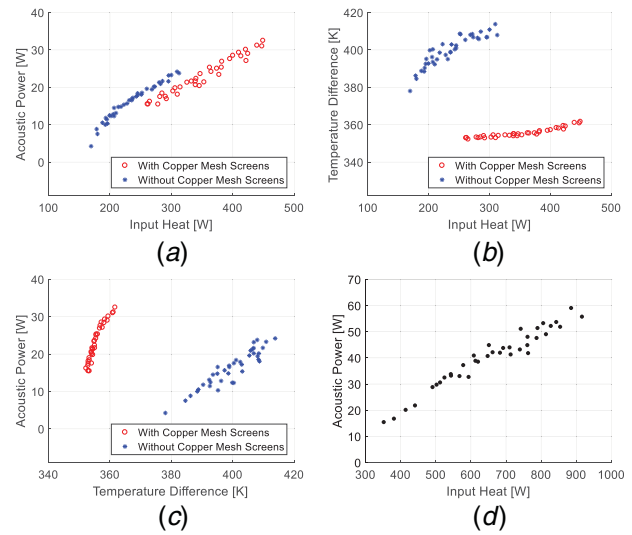 40
30
20
10
0
Acoustic Power [W]
With Copper Mesh Screens
Without Copper Mesh Screens
100 200 300 400 500
Input Heat [W]
(a)
420
400
380
360
340
Temperature Difference [K]
With Copper Mesh Screens
Without Copper Mesh Screens
100 200 300 400 500
Input Heat [W]
(b)
40
30
20
10
0
Acoustic Power [W]
With Copper Mesh Screens
Without Copper Mesh Screens
340 360 380 400 420
Temperature Difference [K]
(c)
70
60
50
40
30
20
10
0
Acoustic Power [W]
300 400 500 600 700 800 900 1000
Input Heat [W]
(d)